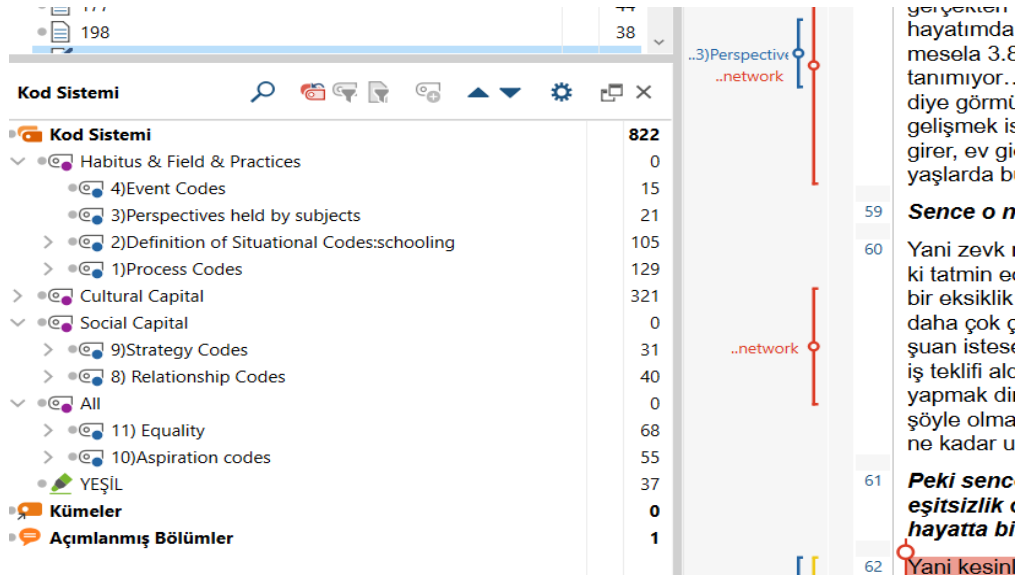 198 38
Kod Sistemi
Kod Sistemi 822
Habitus & Field & Practices 0
4)Event Codes 15
3)Perspectives held by subjects 21
2)Definition of Situational Codes:schooling 105
1)Process Codes 129
Cultural Capital 321
Social Capital 0
9)Strategy Codes 31
8) Relationship Codes 40
All 0
11) Equality 68
10)Aspiration codes 55
YEŞİL 37
Kümeler 0
Açımlanmış Bölümler 1
..3)Perspective
..network
..network
hayatımda
mesela 3.8
tanımıyor..
diye görmü
gelişmek is
girer, ev gi
yaşlarda b
59 Sence o n
60 Yani zevk
ki tatmin e
bir eksiklik
daha çok ç
şuan istese
iş teklifi al
yapmak di
şöyle olma
ne kadar u
61 Peki senc
eşitsizlik
hayatta bi
62 Yani kesin